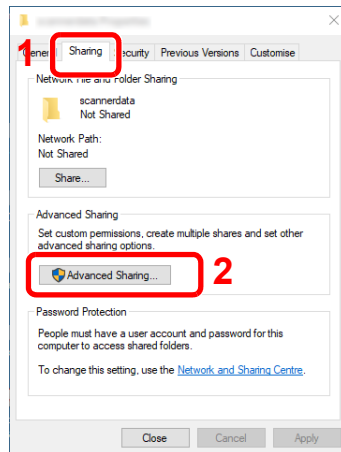 1
General Sharing Security Previous Versions Customise
Network File and Folder Sharing
scannerdata
Not Shared
Network Path:
Not Shared
Share...
Advanced Sharing
Set custom permissions, create multiple shares and set other
advanced sharing options.
Advanced Sharing...
2
Password Protection
People must have a user account and password for this
computer to access shared folders.
To change this setting, use the Network and Sharing Centre.
Close Cancel Apply